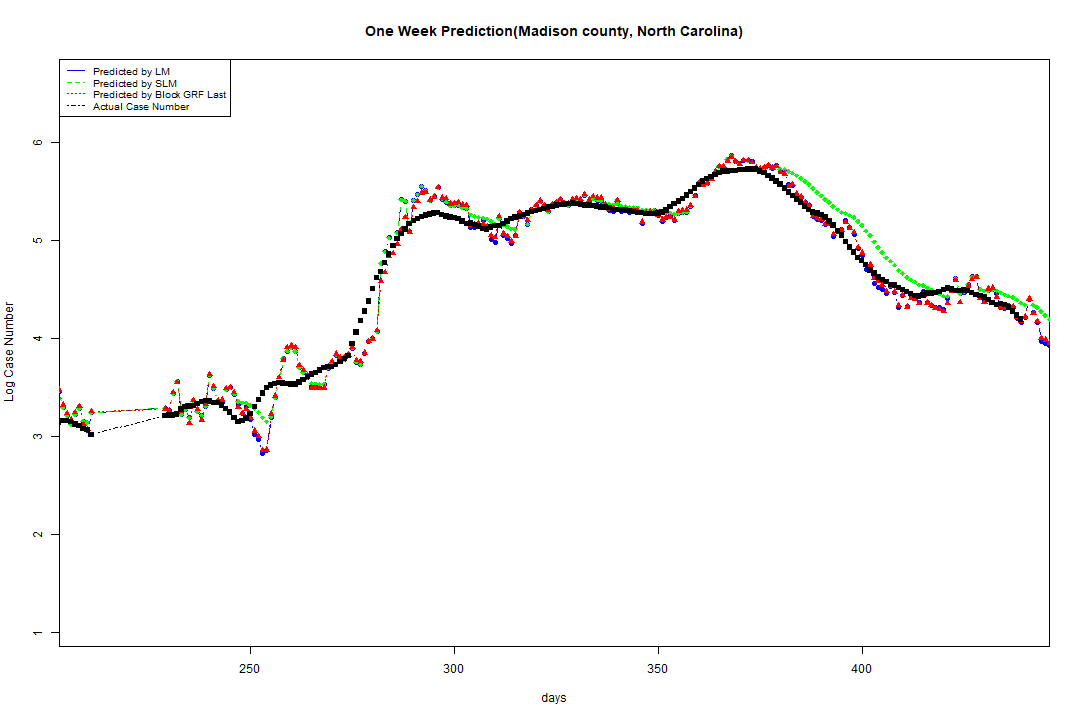 One Week Prediction(Madison county, North Carolina)
Predicted by LM
Predicted by SLM
Predicted by Block GRF Last
Actual Case Number
6
5
4
3
2
1
Log Case Number
250 300 350 400
days